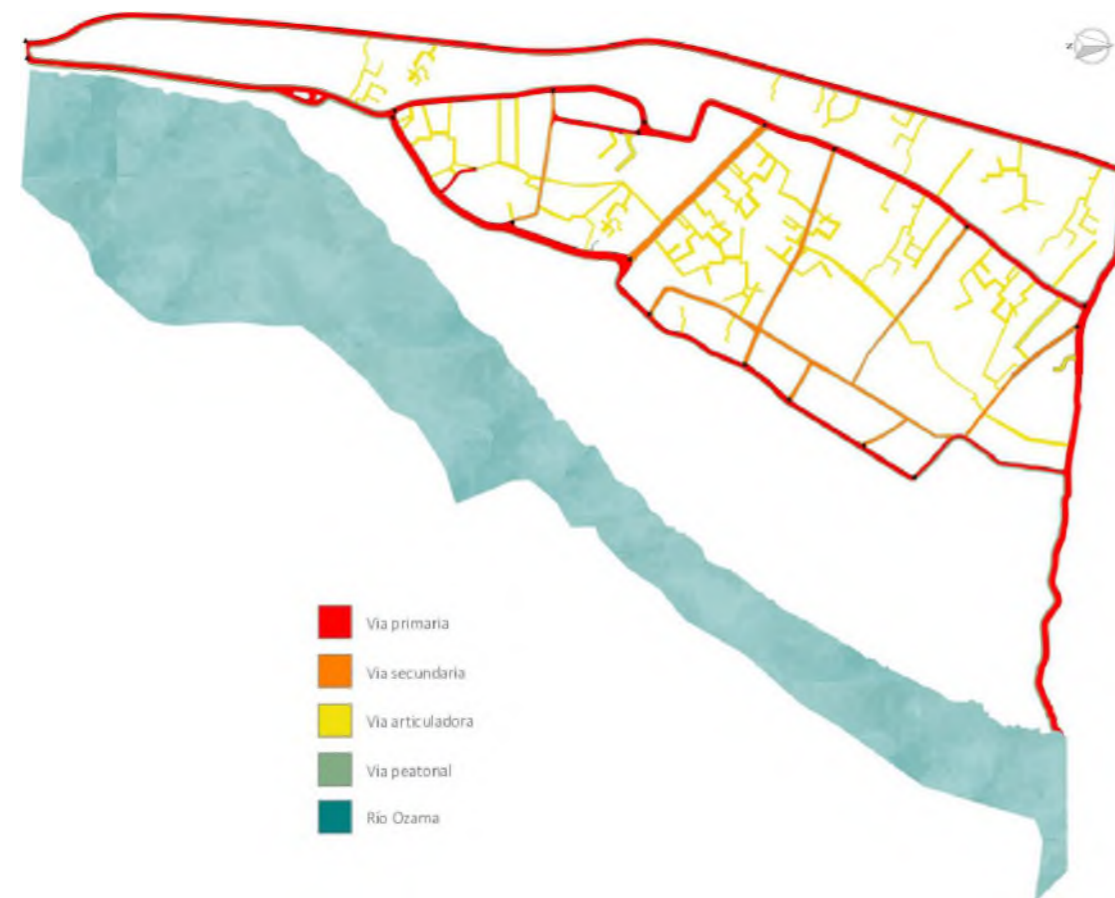 N
Via primaria
Via secundaria
Via articuladora
Via peatonal
Río Ozama